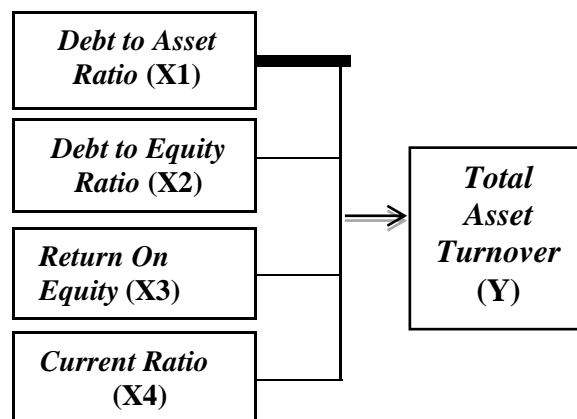 Debt to Asset
Ratio (X1)
Debt to Equity
Ratio (X2)
Return On
Equity (X3)
Current Ratio
(X4)
Total
Asset
Turnover
(Y)